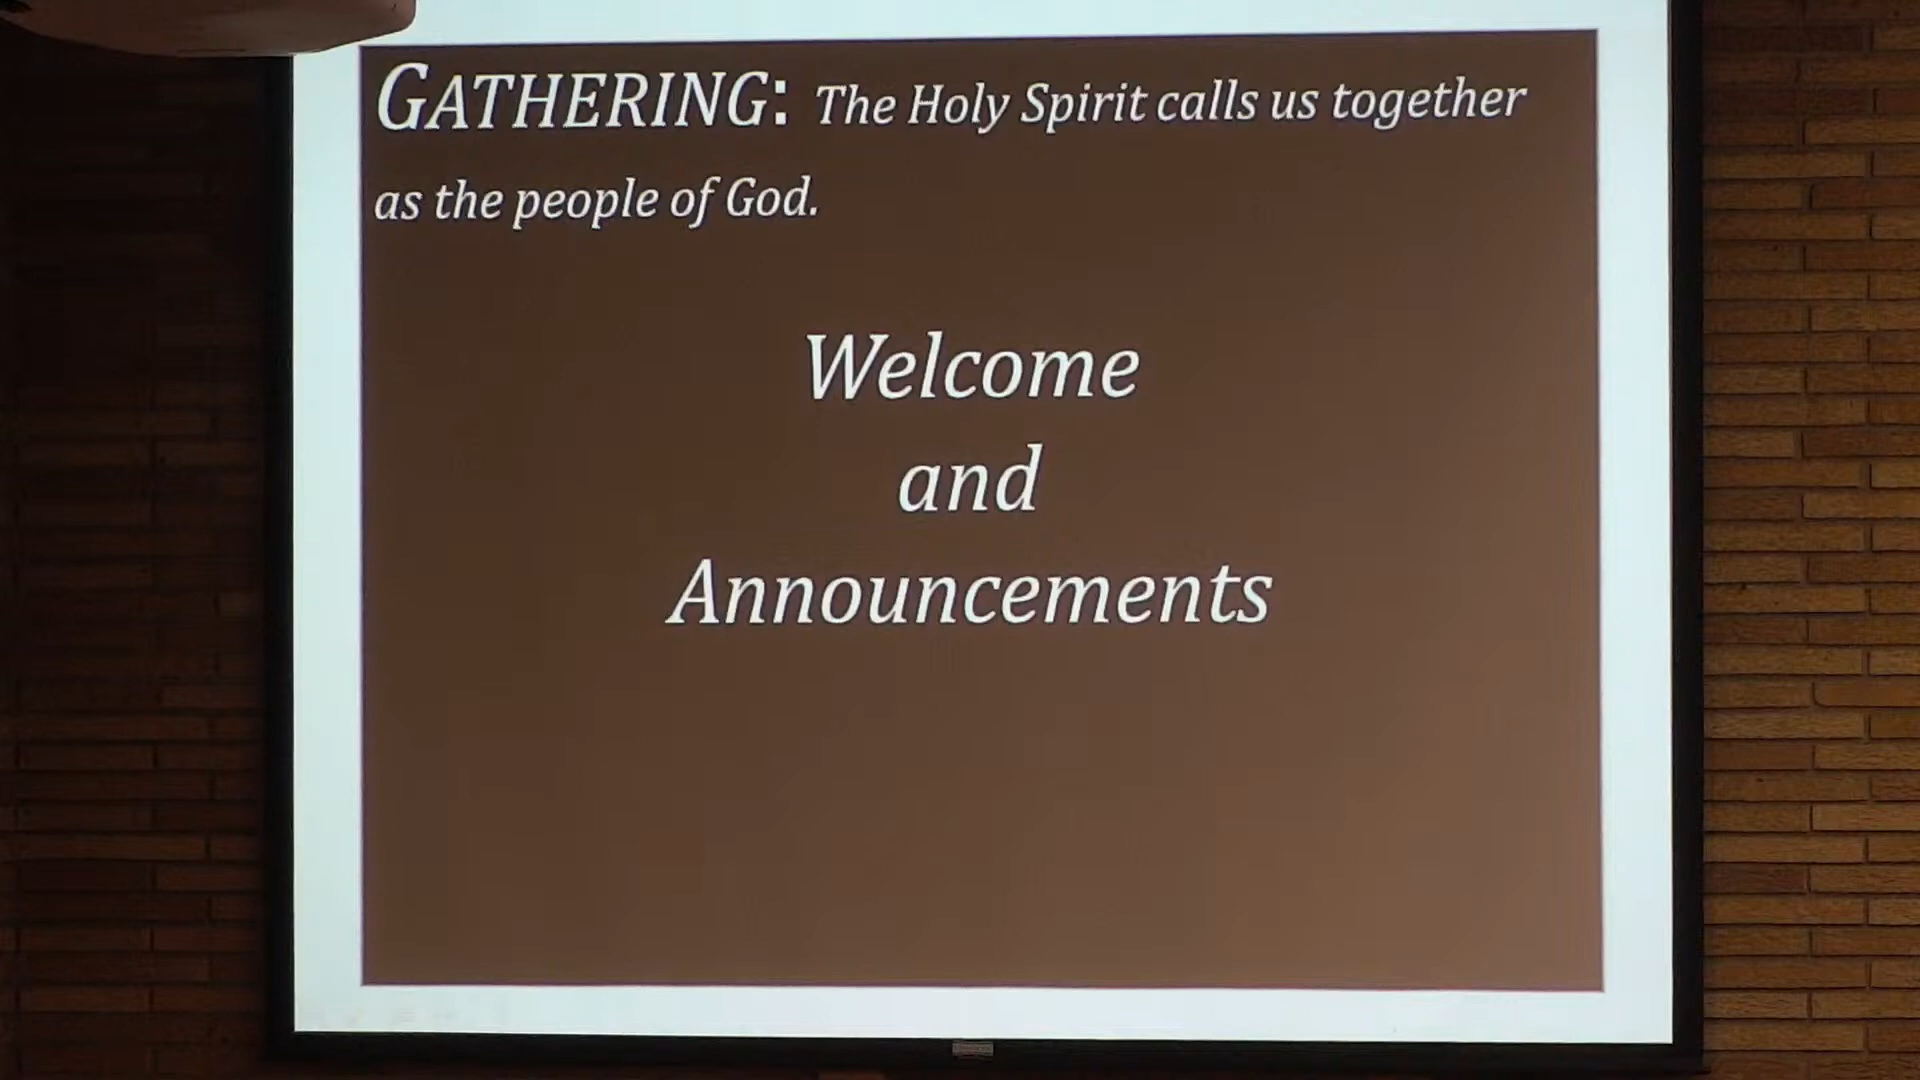 GATHERING: The Holy Spirit calls us together
as the people of God.
Welcome
and
Announcements